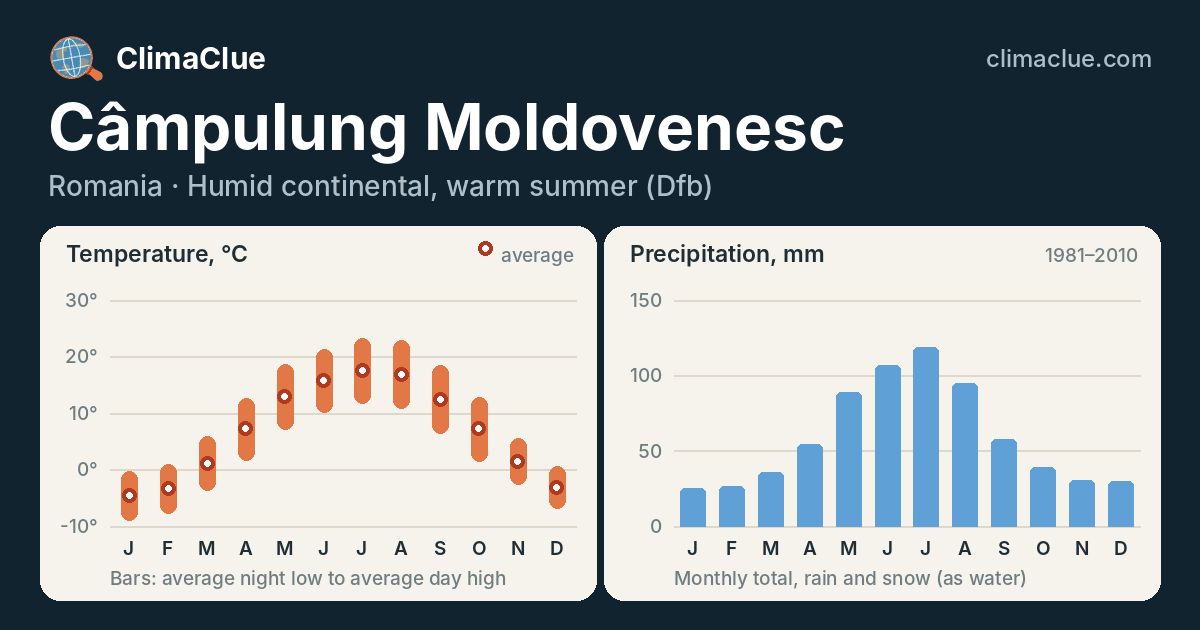 ClimaClue
climaclue.com
Câmpulung Moldovenesc
Romania · Humid continental, warm summer (Dfb)
Temperature, °C
average
30°
20°
10°
0°
-10°
J F M A M J J A S O N D
Bars: average night low to average day high
Precipitation, mm
1981–2010
150
100
50
0
J F M A M J J A S O N D
Monthly total, rain and snow (as water)